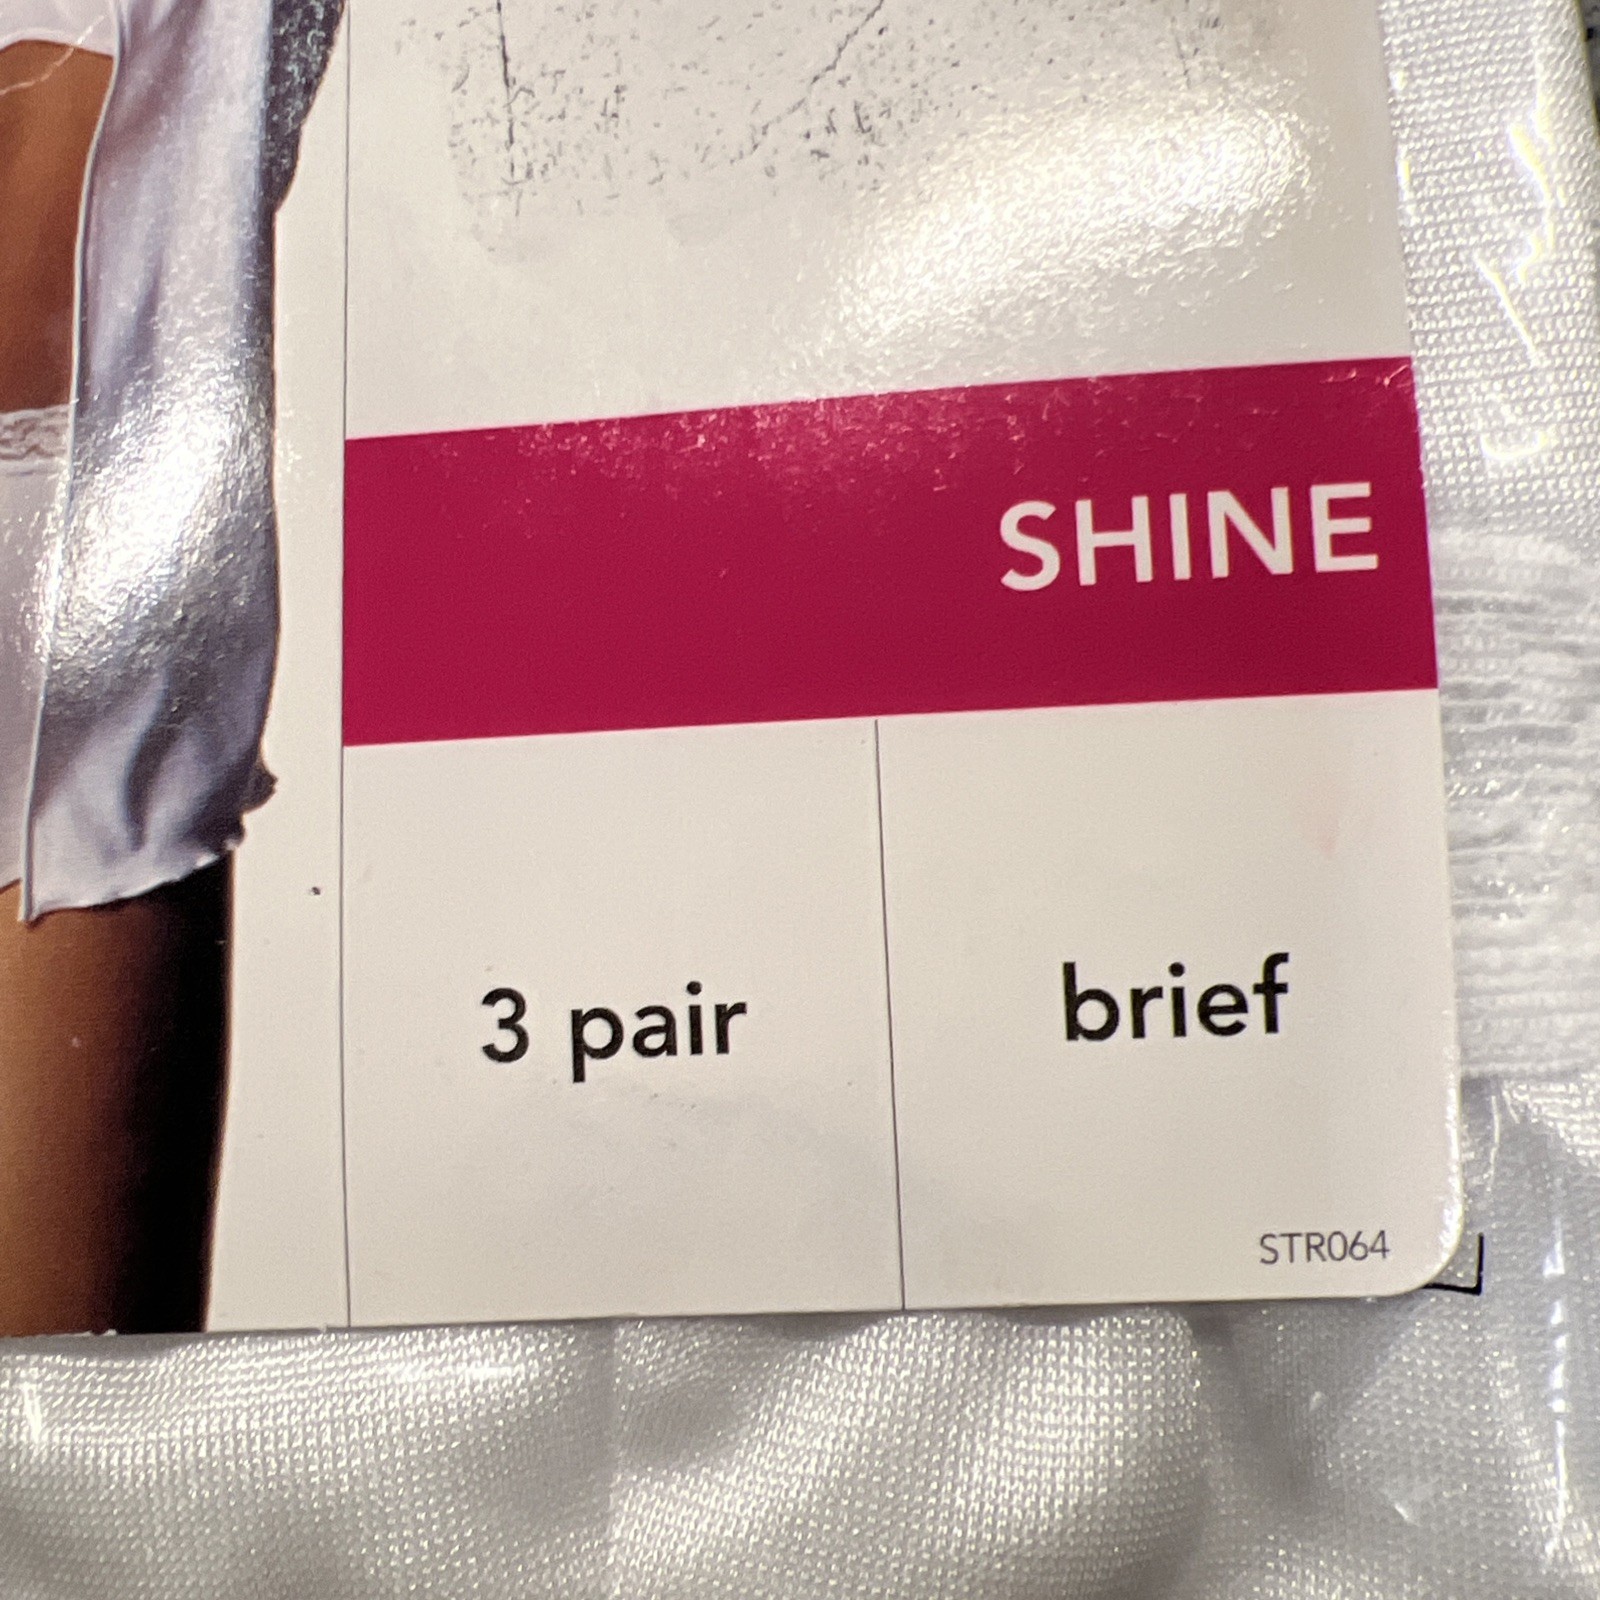 SHINE
3 pair
brief
STR064